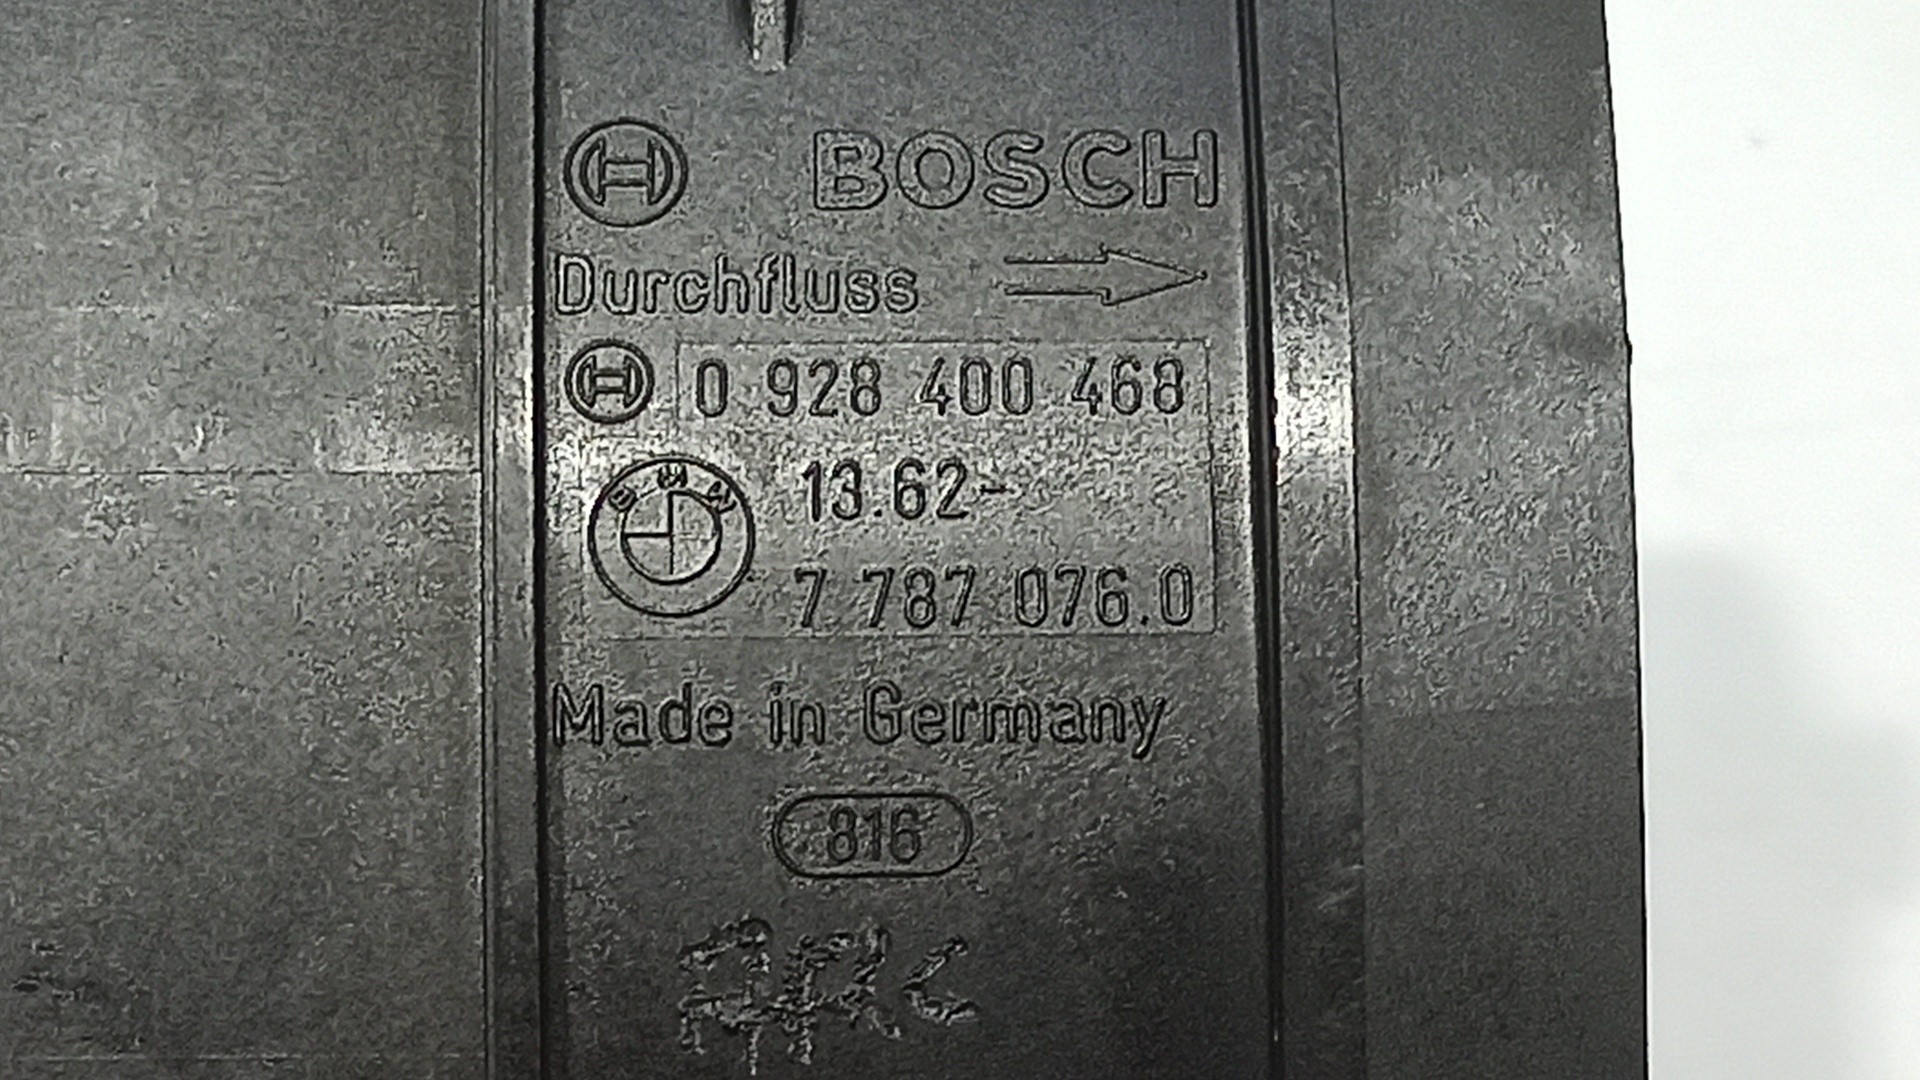 BOSCH
Durchfluss
0 928 400 468
BMW
13.62-
7 787 076.0
Made in Germany
816